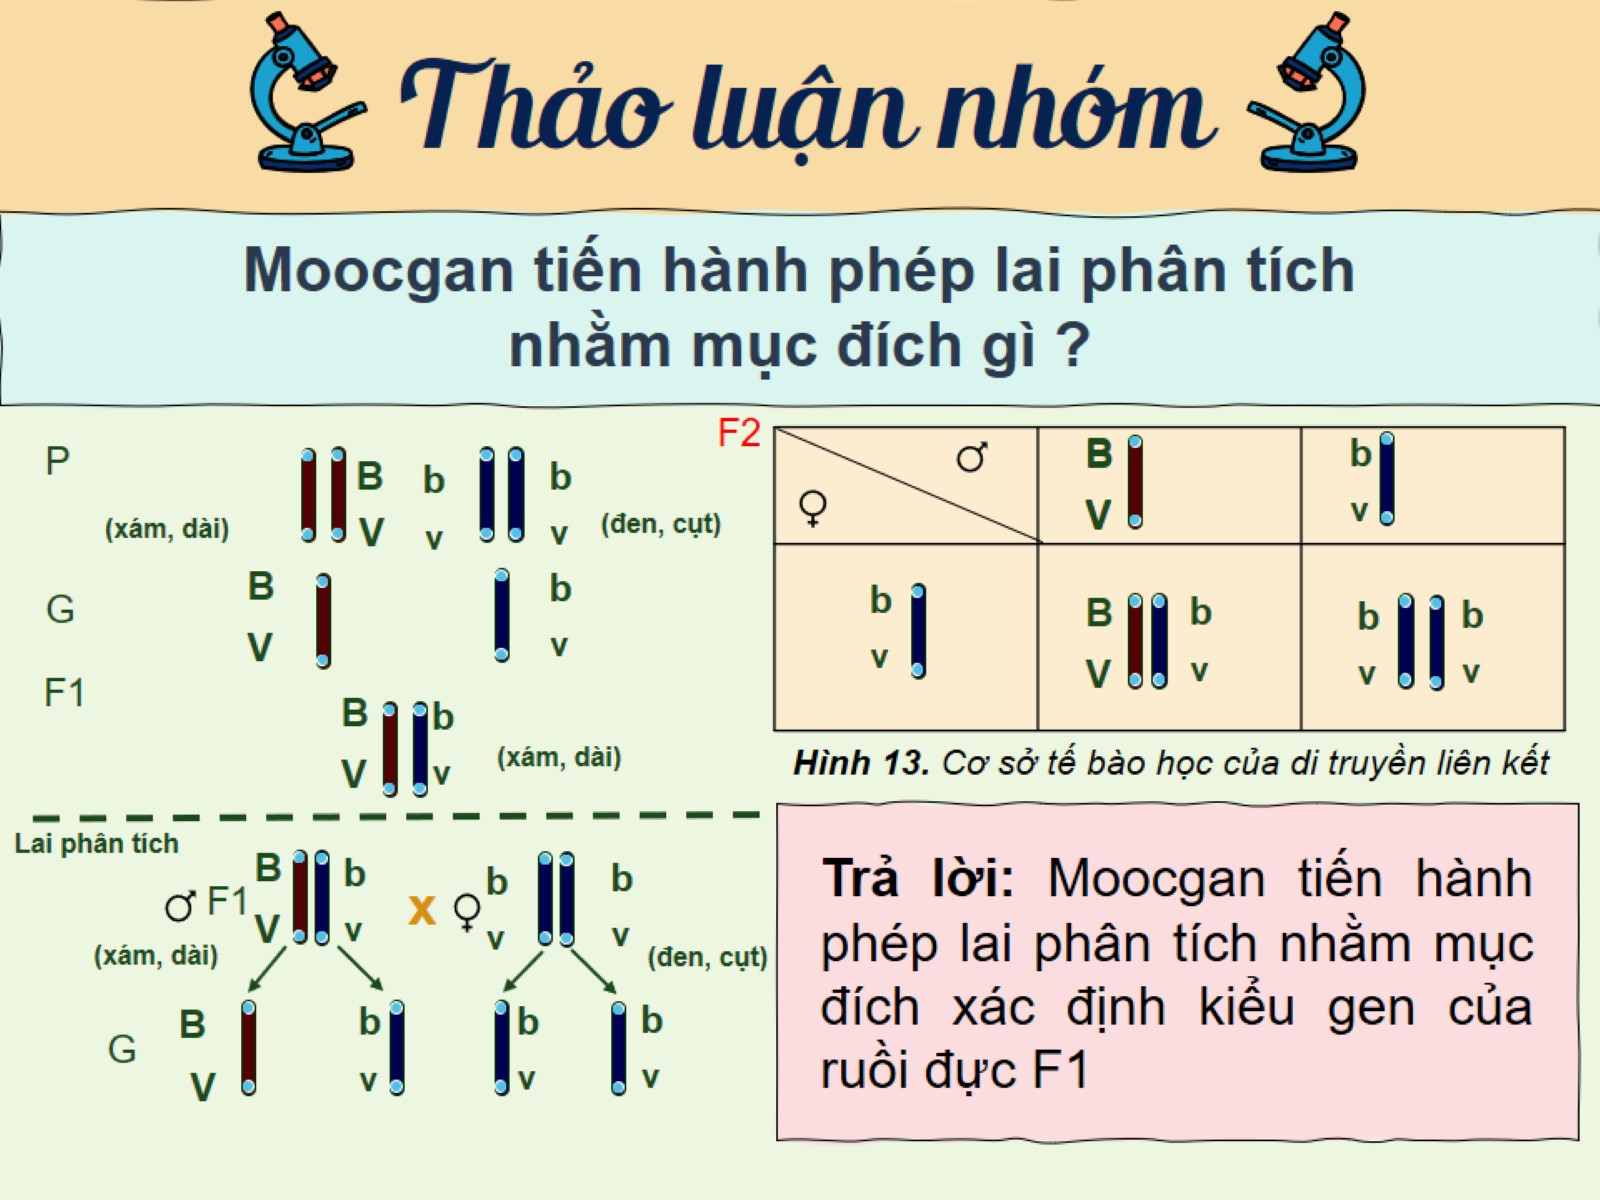 Thảo luận nhóm
Moocgan tiến hành phép lai phân tích
nhằm mục đích gì ?
P
(xám, dài)
B b b
V v v
(đen, cụt)
G
B b
V v
F1
B b
V v
(xám, dài)
F2
♂ B b
♀ V v
b B b b b
v V v v v
Hình 13. Cơ sở tế bào học của di truyền liên kết
Lai phân tích
♂ F1 B b x ♀ b b
V v v v
(xám, dài) (đen, cụt)
G B b b b
V v v v
Trả lời: Moocgan tiến hành
phép lai phân tích nhằm mục
đích xác định kiểu gen của
ruồi đực F1